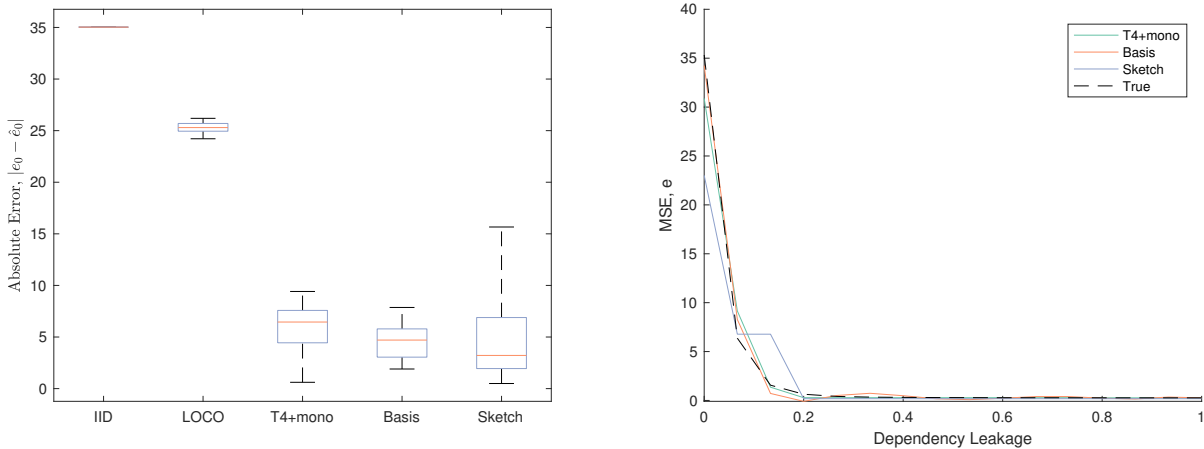 Absolute Error, |e₀ − ê₀|
35
30
25
20
15
10
5
0
IID LOCO T4+mono Basis Sketch
MSE, e
40
35
30
25
20
15
10
5
0
0 0.2 0.4 0.6 0.8 1
Dependency Leakage
T4+mono
Basis
Sketch
True